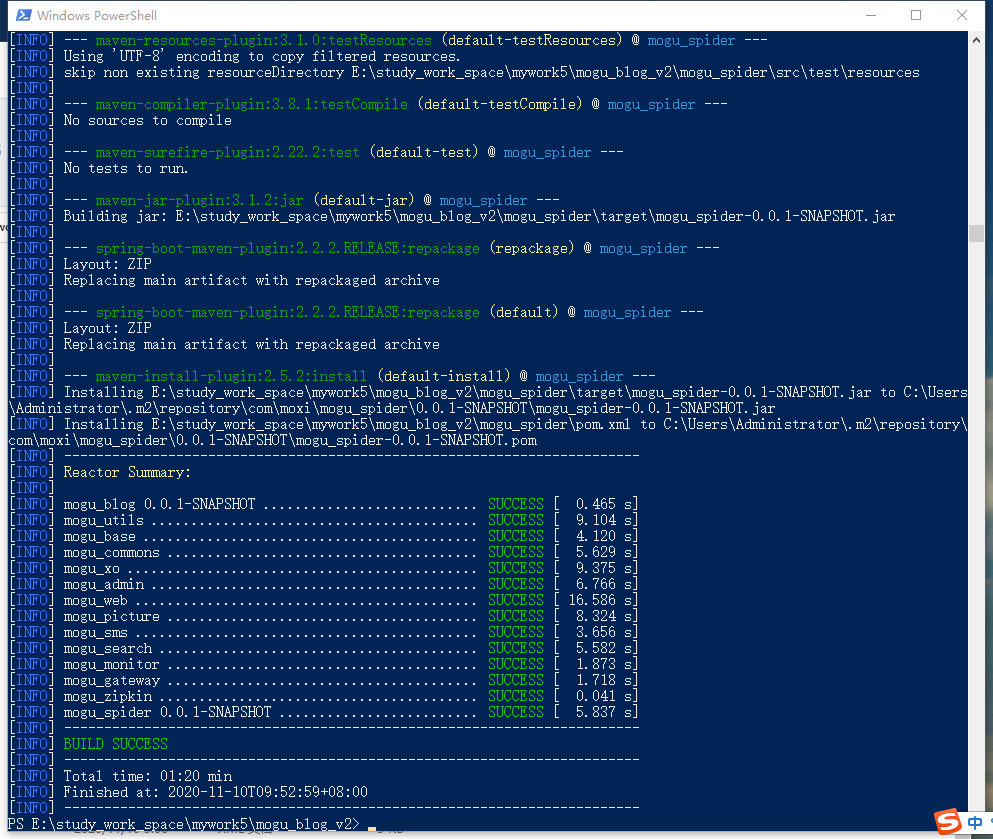 Windows PowerShell
[INFO] --- maven-resources-plugin:3.1.0:testResources (default-testResources) @ mogu_spider ---
[INFO] Using 'UTF-8' encoding to copy filtered resources.
[INFO] skip non existing resourceDirectory E:\study_work_space\mywork5\mogu_blog_v2\mogu_spider\src\test\resources
[INFO]
[INFO] --- maven-compiler-plugin:3.8.1:testCompile (default-testCompile) @ mogu_spider ---
[INFO] No sources to compile
[INFO]
[INFO] --- maven-surefire-plugin:2.22.2:test (default-test) @ mogu_spider ---
[INFO] No tests to run.
[INFO]
[INFO] --- maven-jar-plugin:3.1.2:jar (default-jar) @ mogu_spider ---
[INFO] Building jar: E:\study_work_space\mywork5\mogu_blog_v2\mogu_spider\target\mogu_spider-0.0.1-SNAPSHOT.jar
[INFO]
[INFO] --- spring-boot-maven-plugin:2.2.2.RELEASE:repackage (repackage) @ mogu_spider ---
[INFO] Layout: ZIP
[INFO] Replacing main artifact with repackaged archive
[INFO]
[INFO] --- spring-boot-maven-plugin:2.2.2.RELEASE:repackage (default) @ mogu_spider ---
[INFO] Layout: ZIP
[INFO] Replacing main artifact with repackaged archive
[INFO]
[INFO] --- maven-install-plugin:2.5.2:install (default-install) @ mogu_spider ---
[INFO] Installing E:\study_work_space\mywork5\mogu_blog_v2\mogu_spider\target\mogu_spider-0.0.1-SNAPSHOT.jar to C:\Users
\Administrator\.m2\repository\com\moxi\mogu_spider\0.0.1-SNAPSHOT\mogu_spider-0.0.1-SNAPSHOT.jar
[INFO] Installing E:\study_work_space\mywork5\mogu_blog_v2\mogu_spider\pom.xml to C:\Users\Administrator\.m2\repository\
com\moxi\mogu_spider\0.0.1-SNAPSHOT\mogu_spider-0.0.1-SNAPSHOT.pom
[INFO] ------------------------------------------------------------------------
[INFO] Reactor Summary:
[INFO]
[INFO] mogu_blog 0.0.1-SNAPSHOT ........................... SUCCESS [  0.465 s]
[INFO] mogu_utils ......................................... SUCCESS [  9.104 s]
[INFO] mogu_base .......................................... SUCCESS [  4.120 s]
[INFO] mogu_commons ....................................... SUCCESS [  5.629 s]
[INFO] mogu_xo ............................................ SUCCESS [  9.375 s]
[INFO] mogu_admin ......................................... SUCCESS [  6.766 s]
[INFO] mogu_web ........................................... SUCCESS [ 16.586 s]
[INFO] mogu_picture ....................................... SUCCESS [  8.324 s]
[INFO] mogu_sms ........................................... SUCCESS [  3.656 s]
[INFO] mogu_search ........................................ SUCCESS [  5.582 s]
[INFO] mogu_monitor ....................................... SUCCESS [  1.873 s]
[INFO] mogu_gateway ....................................... SUCCESS [  1.718 s]
[INFO] mogu_zipkin ........................................ SUCCESS [  0.041 s]
[INFO] mogu_spider 0.0.1-SNAPSHOT ......................... SUCCESS [  5.837 s]
[INFO] ------------------------------------------------------------------------
[INFO] BUILD SUCCESS
[INFO] ------------------------------------------------------------------------
[INFO] Total time: 01:20 min
[INFO] Finished at: 2020-11-10T09:52:59+08:00
[INFO] ------------------------------------------------------------------------
PS E:\study_work_space\mywork5\mogu_blog_v2>
S 中